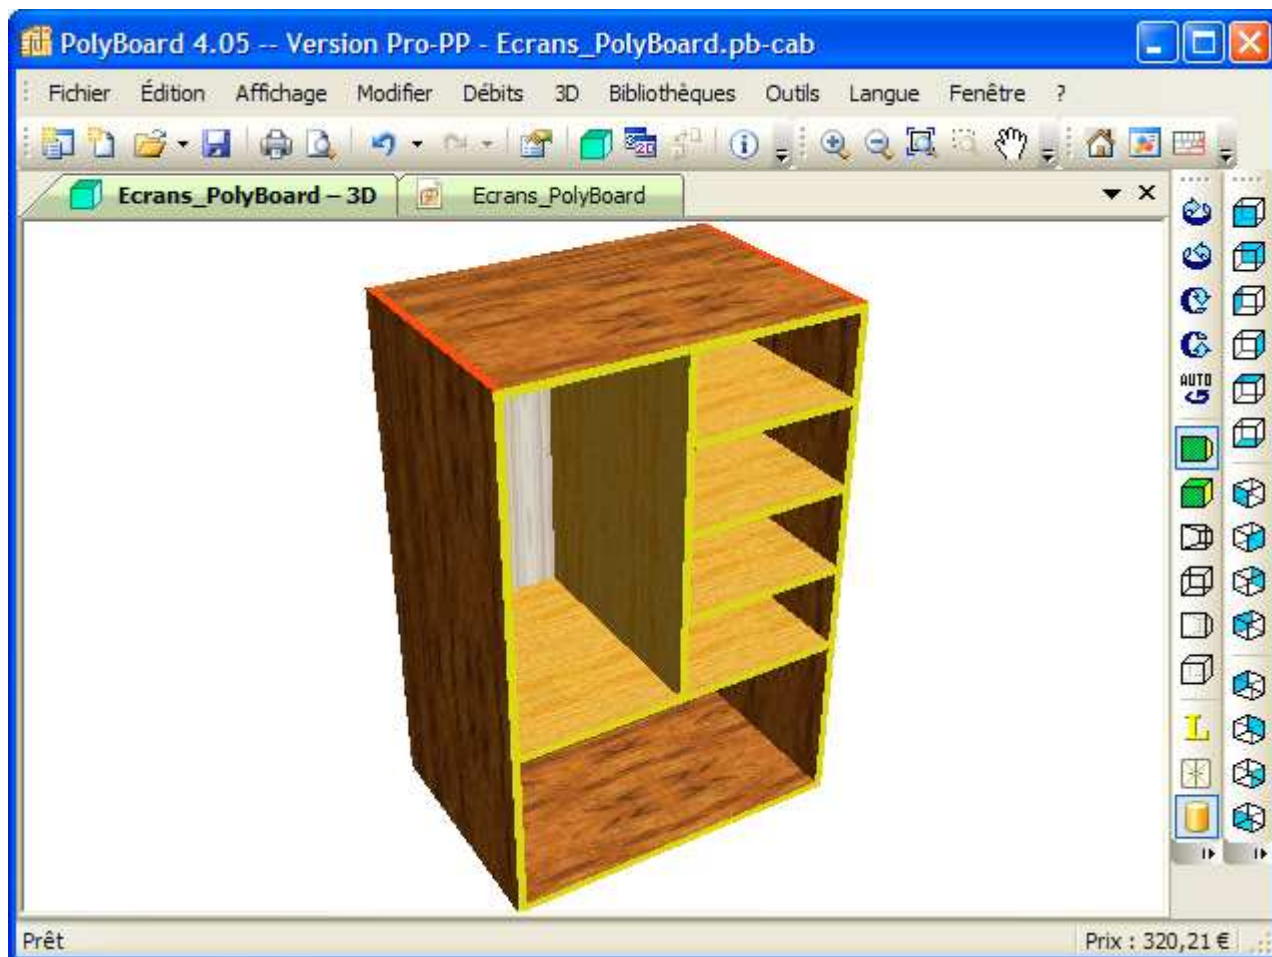 PolyBoard 4.05 -- Version Pro-PP - Ecrans_PolyBoard.pb-cab
Fichier Édition Affichage Modifier Débits 3D Bibliothèques Outils Langue Fenêtre ?
Ecrans_PolyBoard – 3D Ecrans_PolyBoard
AUTO
L
Prêt Prix : 320,21 €